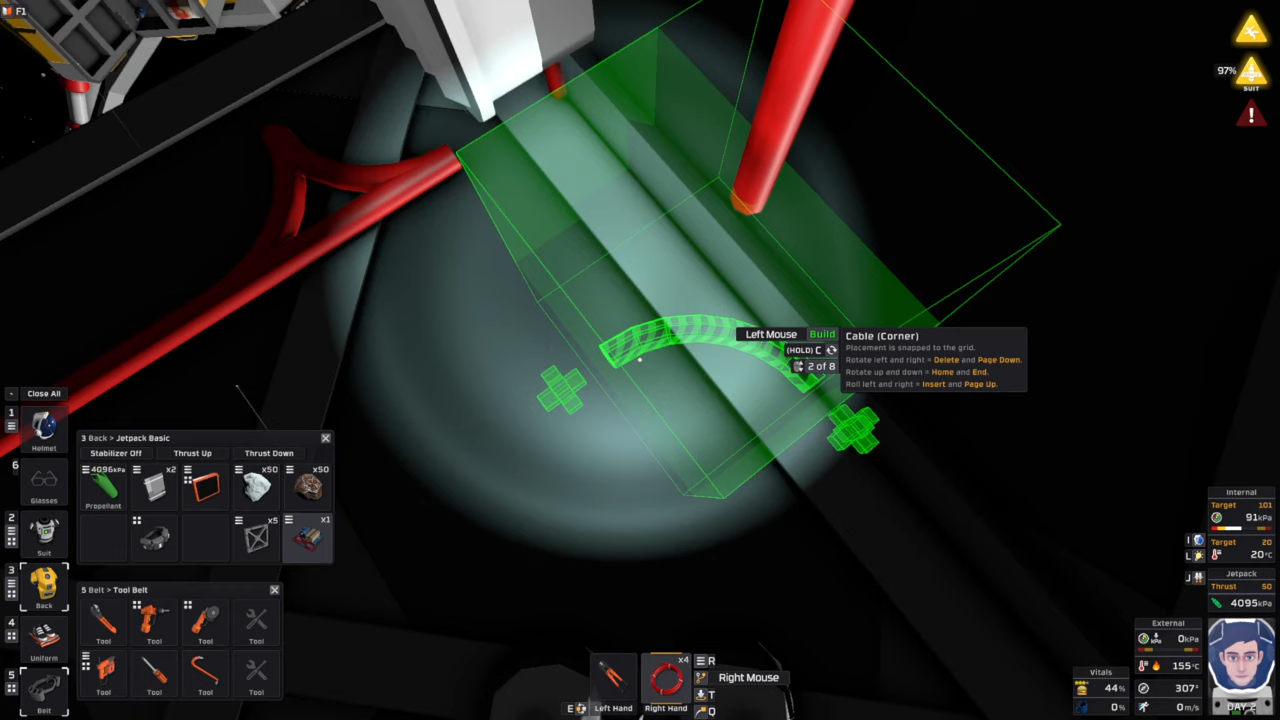 F1
97%
SUIT
Left Mouse Build
(HOLD) C
2 of 8
Cable (Corner)
Placement is snapped to the grid.
Rotate left and right = Delete and Page Down.
Rotate up and down = Home and End.
Roll left and right = Insert and Page Up.
- Close All
1
Helmet
6
Glasses
2
Suit
3
Back
4
Uniform
5
Belt
3 Back > Jetpack Basic
Stabilizer Off Thrust Up Thrust Down
4096kPa x2 x50 x50
Propellant
x5 x1
5 Belt > Tool Belt
Tool Tool Tool Tool
Tool Tool Tool Tool
E Left Hand
x4
Right Hand
R
T
Q
Right Mouse
Internal
Target 101
91kPa
Target 20
20°C
I
L
J
Jetpack
Thrust 50
4095kPa
External
kPa 0kPa
155°C
307°
0m/s
Vitals
44%
0%
DAY 2